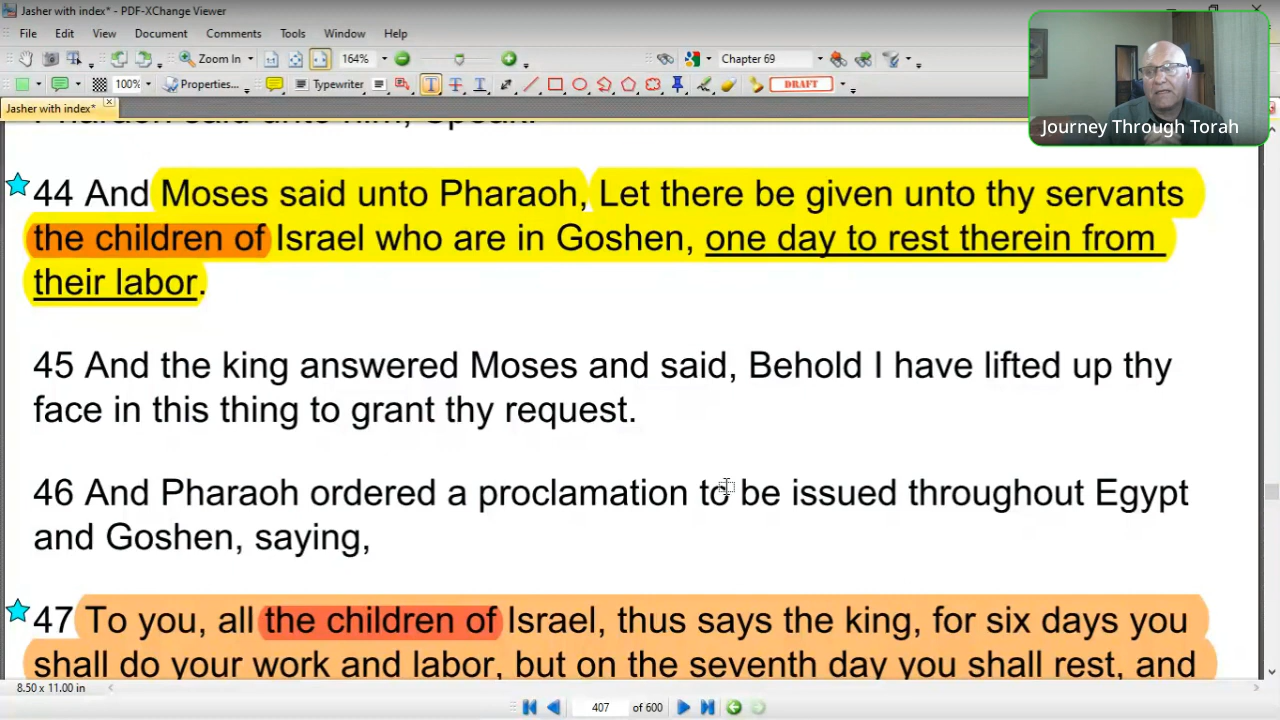 Jasher with index* - PDF-XChange Viewer
File Edit View Document Comments Tools Window Help
Zoom In 164% Chapter 69
100% Properties... Typewriter DRAFT
Jasher with index*
Journey Through Torah
Pharaoh said unto him, Speak.
44 And Moses said unto Pharaoh, Let there be given unto thy servants
the children of Israel who are in Goshen, one day to rest therein from
their labor.
45 And the king answered Moses and said, Behold I have lifted up thy
face in this thing to grant thy request.
46 And Pharaoh ordered a proclamation to be issued throughout Egypt
and Goshen, saying,
47 To you, all the children of Israel, thus says the king, for six days you
shall do your work and labor, but on the seventh day you shall rest, and
8.50 x 11.00 in
407 of 600